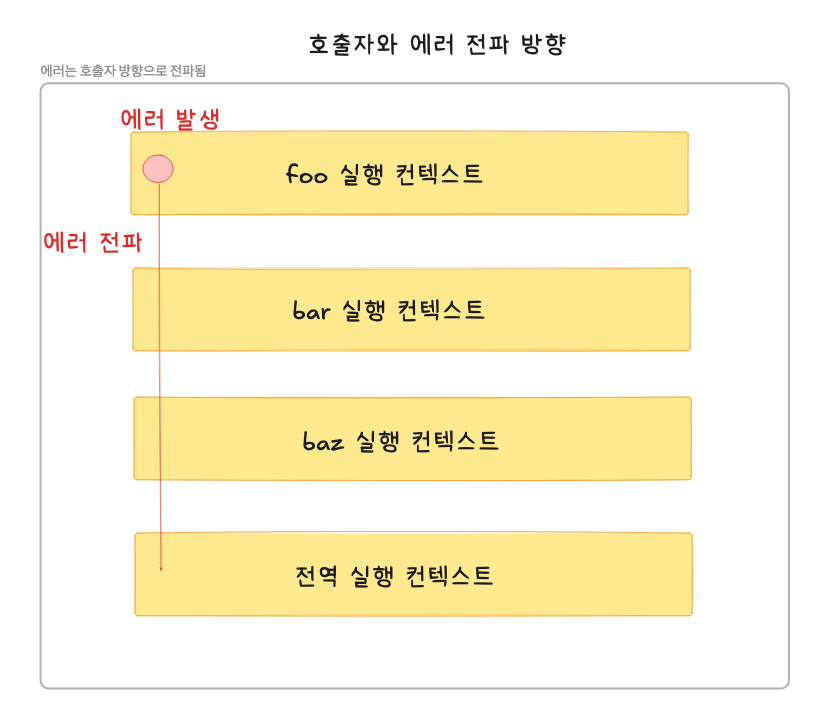 호출자와 에러 전파 방향
에러는 호출자 방향으로 전파됨
에러 발생
foo 실행 컨텍스트
에러 전파
bar 실행 컨텍스트
baz 실행 컨텍스트
전역 실행 컨텍스트